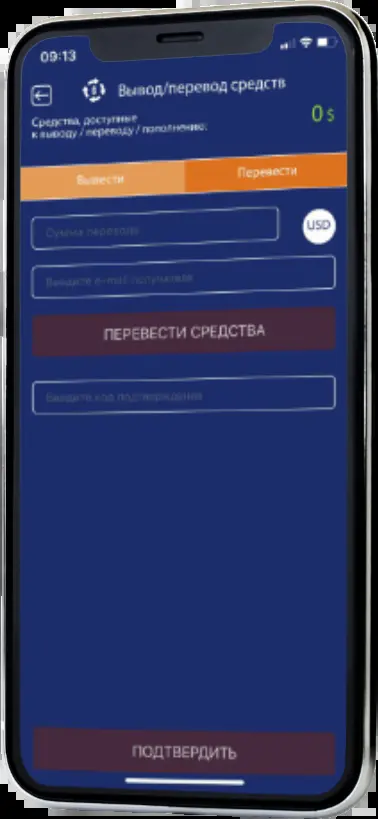 09:13
Вывод/перевод средств
Средства, доступные
к выводу / переводу / пополнению:
0 $
Вывести
Перевести
Сумма перевода
USD
Введите e-mail получателя
ПЕРЕВЕСТИ СРЕДСТВА
Введите код подтверждения
ПОДТВЕРДИТЬ